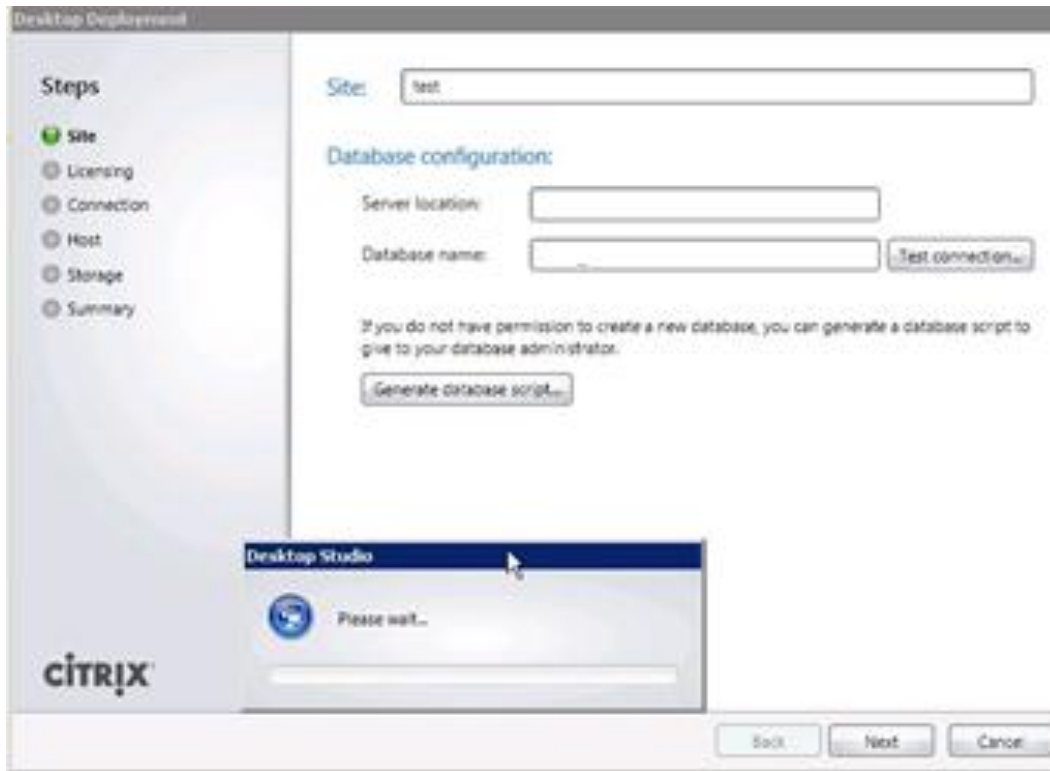 Desktop Deployment
Steps
Site
Licensing
Connection
Host
Storage
Summary
Site: test
Database configuration:
Server location:
Database name:
Test connection...
If you do not have permission to create a new database, you can generate a database script to
give to your database administrator.
Generate database script...
Desktop Studio
Please wait...
CITRIX
Back Next Cancel